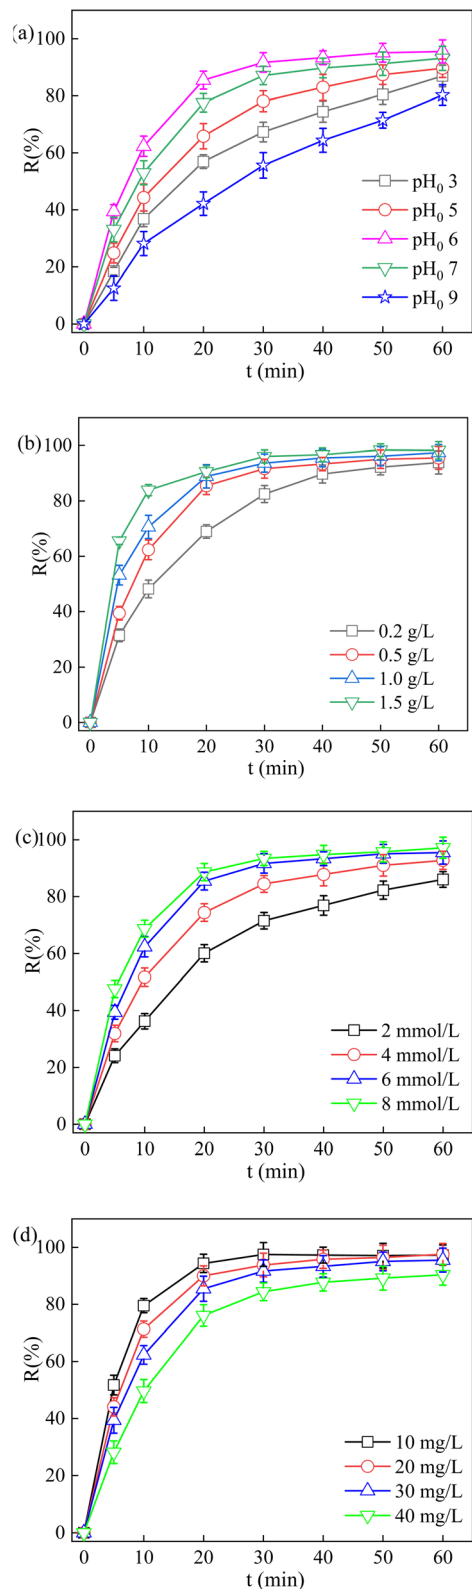 (a)
100
80
60
40
20
0
R(%)
pH₀ 3
pH₀ 5
pH₀ 6
pH₀ 7
pH₀ 9
0 10 20 30 40 50 60
t (min)
(b)
100
80
60
40
20
0
R(%)
0.2 g/L
0.5 g/L
1.0 g/L
1.5 g/L
0 10 20 30 40 50 60
t (min)
(c)
100
80
60
40
20
0
R(%)
2 mmol/L
4 mmol/L
6 mmol/L
8 mmol/L
0 10 20 30 40 50 60
t (min)
(d)
100
80
60
40
20
0
R(%)
10 mg/L
20 mg/L
30 mg/L
40 mg/L
0 10 20 30 40 50 60
t (min)